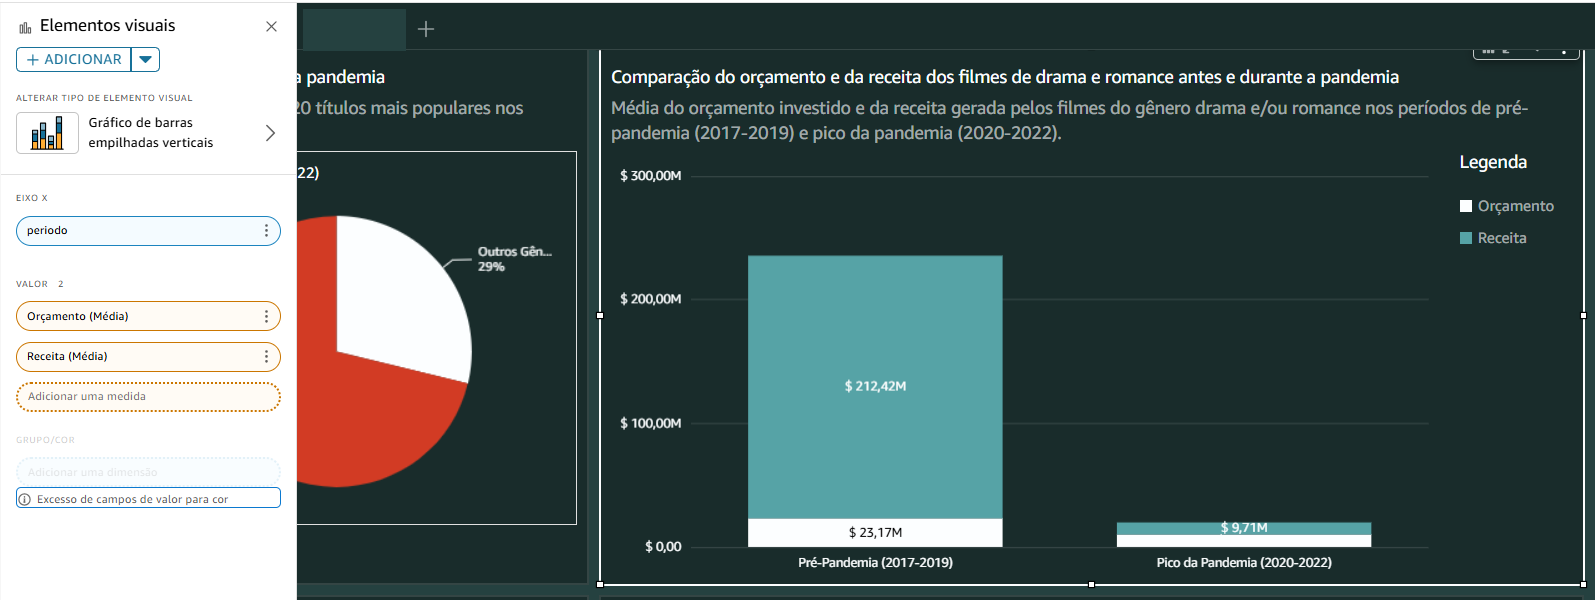 Elementos visuais
ADICIONAR
ALTERAR TIPO DE ELEMENTO VISUAL
Gráfico de barras
empilhadas verticais
EIXO X
periodo
VALOR 2
Orçamento (Média)
Receita (Média)
Adicionar uma medida
GRUPO/COR
Adicionar uma dimensão
Excesso de campos de valor para cor
a pandemia
20 títulos mais populares nos
22)
Outros Gên...
29%
Comparação do orçamento e da receita dos filmes de drama e romance antes e durante a pandemia
Média do orçamento investido e da receita gerada pelos filmes do gênero drama e/ou romance nos períodos de pré-
pandemia (2017-2019) e pico da pandemia (2020-2022).
Legenda
Orçamento
Receita
$ 300,00M
$ 200,00M
$ 100,00M
$ 0,00
$ 212,42M
$ 23,17M
$ 9,71M
Pré-Pandemia (2017-2019)
Pico da Pandemia (2020-2022)